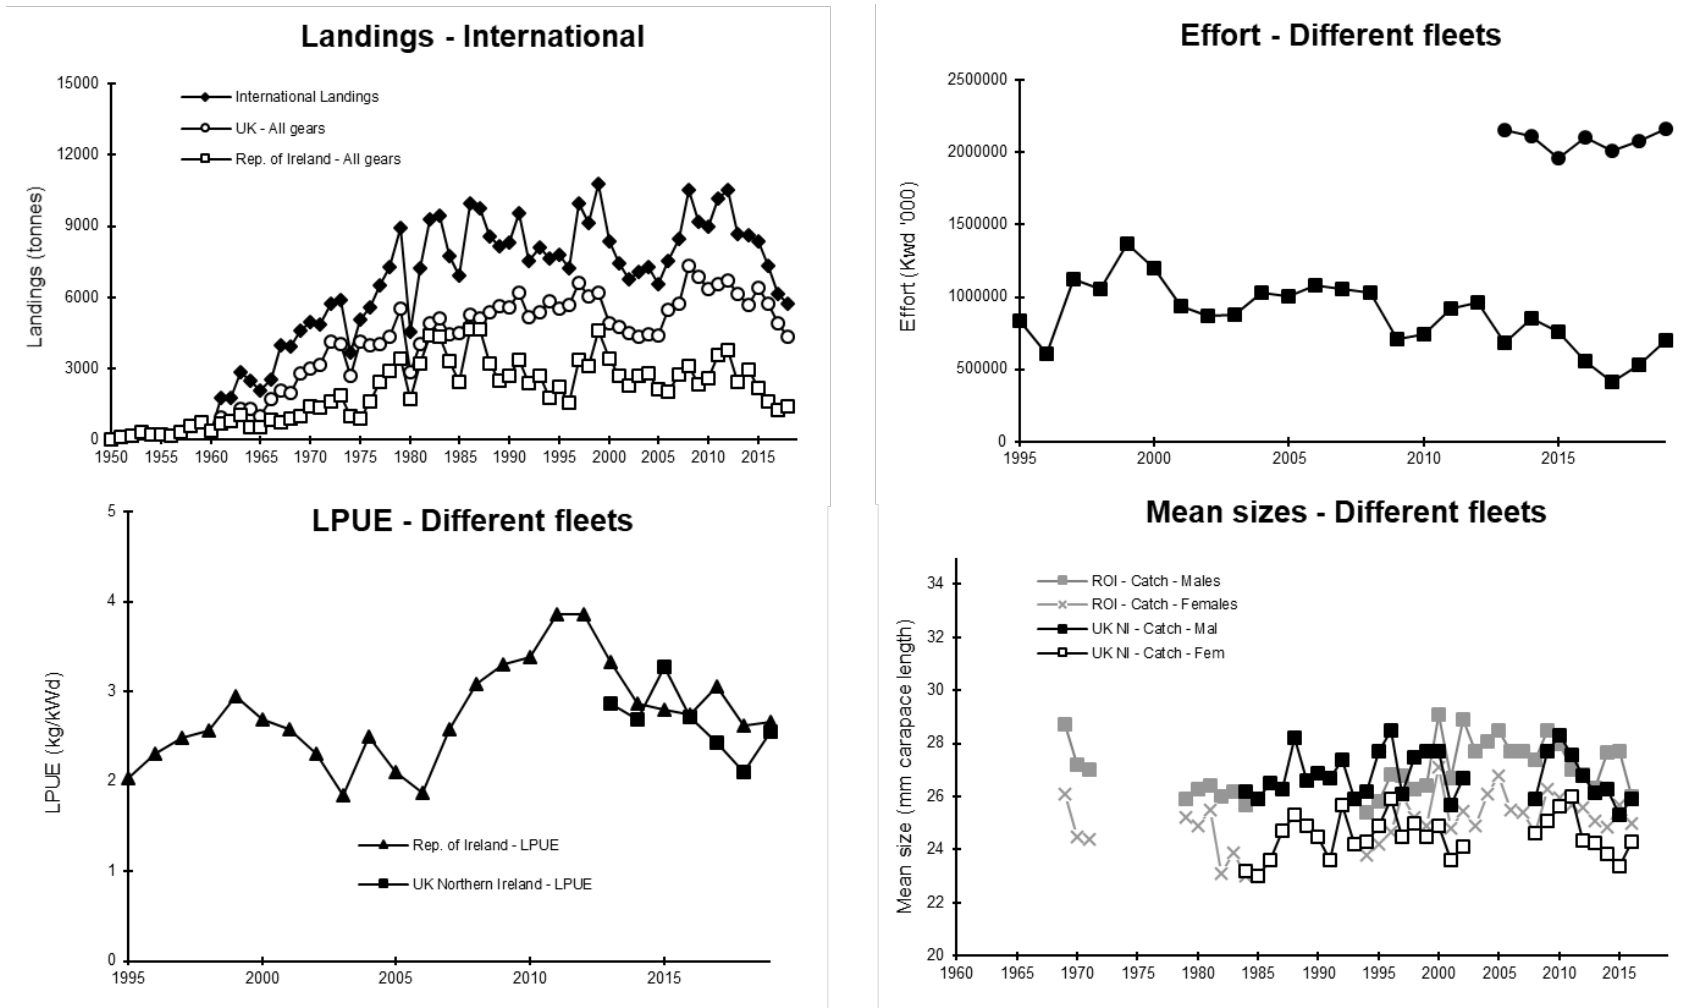 Landings - International
15000
12000
9000
6000
3000
0
Landings (tonnes)
International Landings
UK - All gears
Rep. of Ireland - All gears
1950 1955 1960 1965 1970 1975 1980 1985 1990 1995 2000 2005 2010 2015
Effort - Different fleets
2500000
2000000
1500000
1000000
500000
0
Effort (Kwd '000)
1995 2000 2005 2010 2015
LPUE - Different fleets
5
4
3
2
1
0
LPUE (kg/kWd)
Rep. of Ireland - LPUE
UK Northern Ireland - LPUE
1995 2000 2005 2010 2015
Mean sizes - Different fleets
34
32
30
28
26
24
22
20
Mean size (mm carapace length)
ROI - Catch - Males
ROI - Catch - Females
UK NI - Catch - Mal
UK NI - Catch - Fem
1960 1965 1970 1975 1980 1985 1990 1995 2000 2005 2010 2015